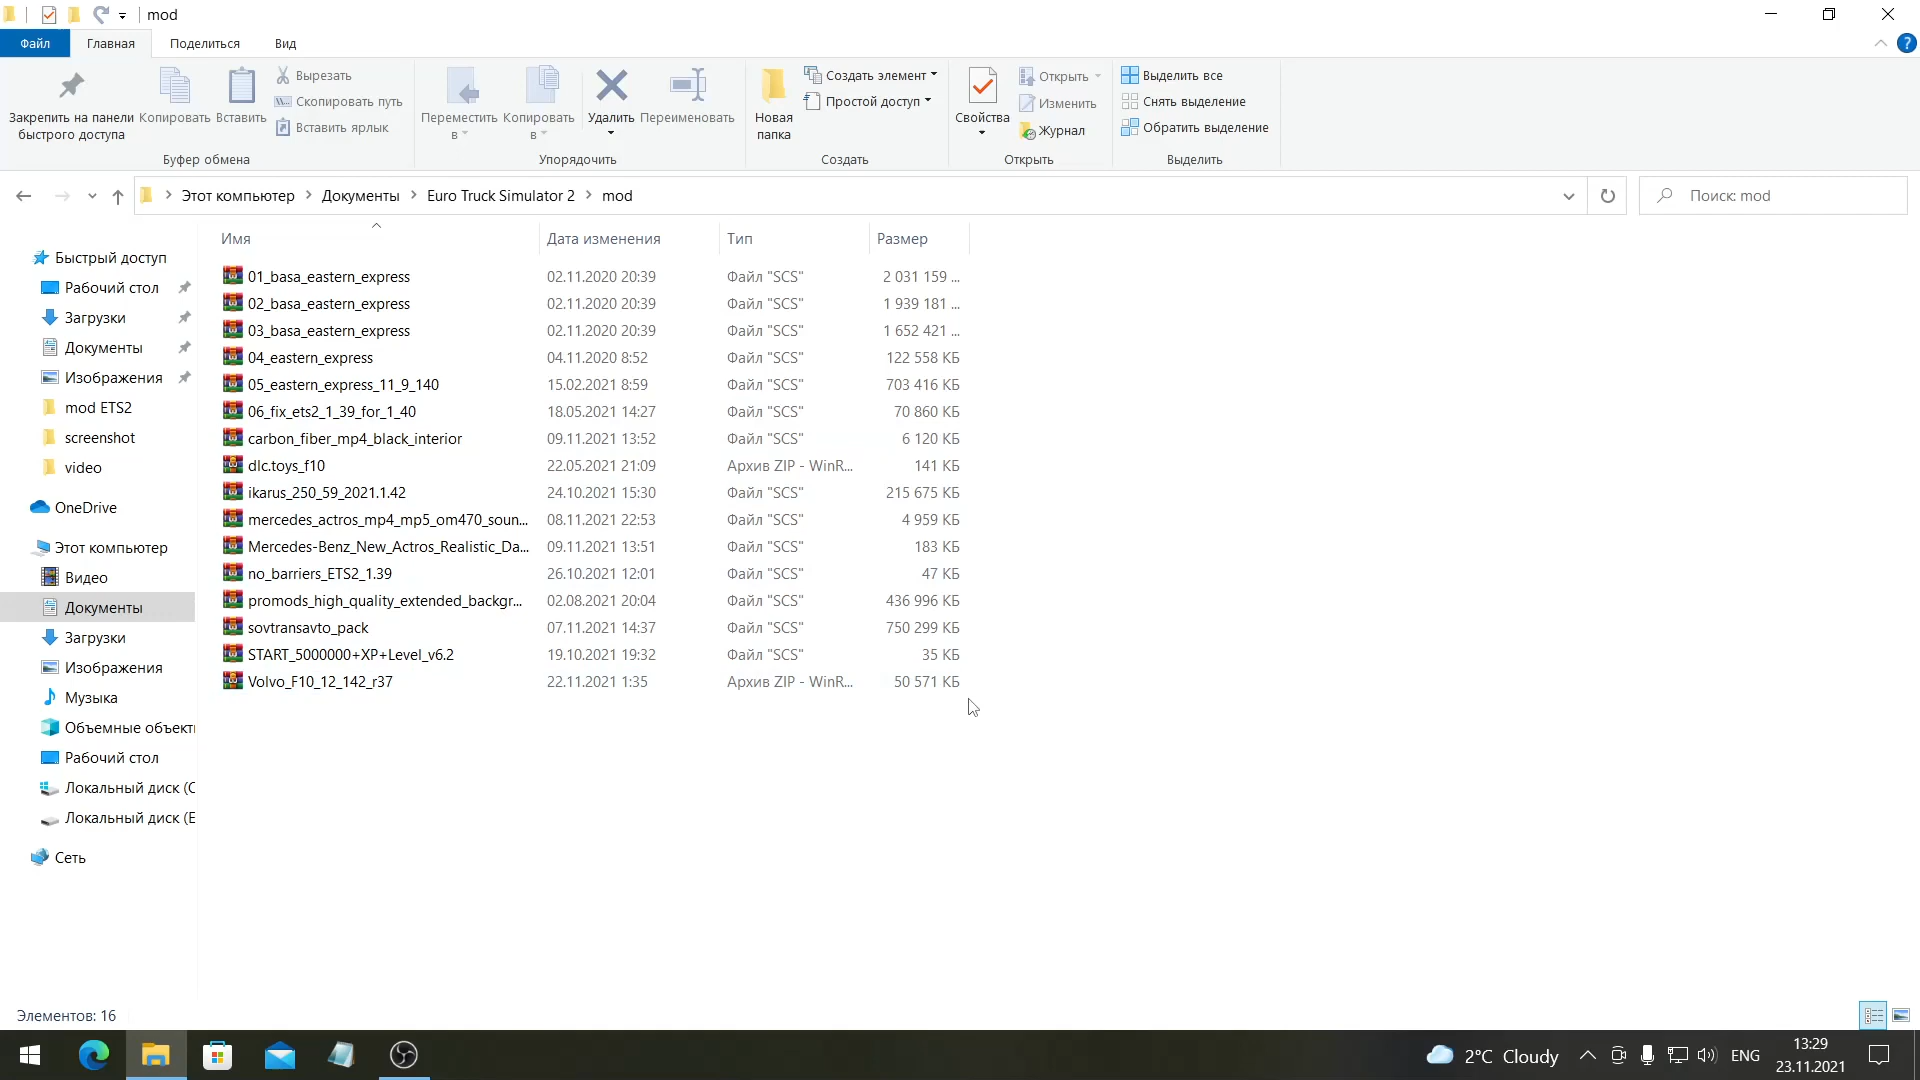 mod
Файл Главная Поделиться Вид
Закрепить на панели быстрого доступа
Копировать
Вставить
Вырезать
Скопировать путь
Вставить ярлык
Буфер обмена
Переместить в
Копировать в
Удалить
Переименовать
Упорядочить
Новая папка
Создать элемент
Простой доступ
Создать
Свойства
Открыть
Изменить
Журнал
Открыть
Выделить все
Снять выделение
Обратить выделение
Выделить
Этот компьютер > Документы > Euro Truck Simulator 2 > mod
Поиск: mod
Быстрый доступ
Рабочий стол
Загрузки
Документы
Изображения
mod ETS2
screenshot
video
OneDrive
Этот компьютер
Видео
Документы
Загрузки
Изображения
Музыка
Объемные объект
Рабочий стол
Локальный диск (C
Локальный диск (E
Сеть
Имя Дата изменения Тип Размер
01_basa_eastern_express 02.11.2020 20:39 Файл "SCS" 2 031 159 ...
02_basa_eastern_express 02.11.2020 20:39 Файл "SCS" 1 939 181 ...
03_basa_eastern_express 02.11.2020 20:39 Файл "SCS" 1 652 421 ...
04_eastern_express 04.11.2020 8:52 Файл "SCS" 122 558 КБ
05_eastern_express_11_9_140 15.02.2021 8:59 Файл "SCS" 703 416 КБ
06_fix_ets2_1_39_for_1_40 18.05.2021 14:27 Файл "SCS" 70 860 КБ
carbon_fiber_mp4_black_interior 09.11.2021 13:52 Файл "SCS" 6 120 КБ
dlc.toys_f10 22.05.2021 21:09 Архив ZIP - WinR... 141 КБ
ikarus_250_59_2021.1.42 24.10.2021 15:30 Файл "SCS" 215 675 КБ
mercedes_actros_mp4_mp5_om470_soun... 08.11.2021 22:53 Файл "SCS" 4 959 КБ
Mercedes-Benz_New_Actros_Realistic_Da... 09.11.2021 13:51 Файл "SCS" 183 КБ
no_barriers_ETS2_1.39 26.10.2021 12:01 Файл "SCS" 47 КБ
promods_high_quality_extended_backgr... 02.08.2021 20:04 Файл "SCS" 436 996 КБ
sovtransavto_pack 07.11.2021 14:37 Файл "SCS" 750 299 КБ
START_5000000+XP+Level_v6.2 19.10.2021 19:32 Файл "SCS" 35 КБ
Volvo_F10_12_142_r37 22.11.2021 1:35 Архив ZIP - WinR... 50 571 КБ
Элементов: 16
2°C Cloudy
ENG
13:29
23.11.2021